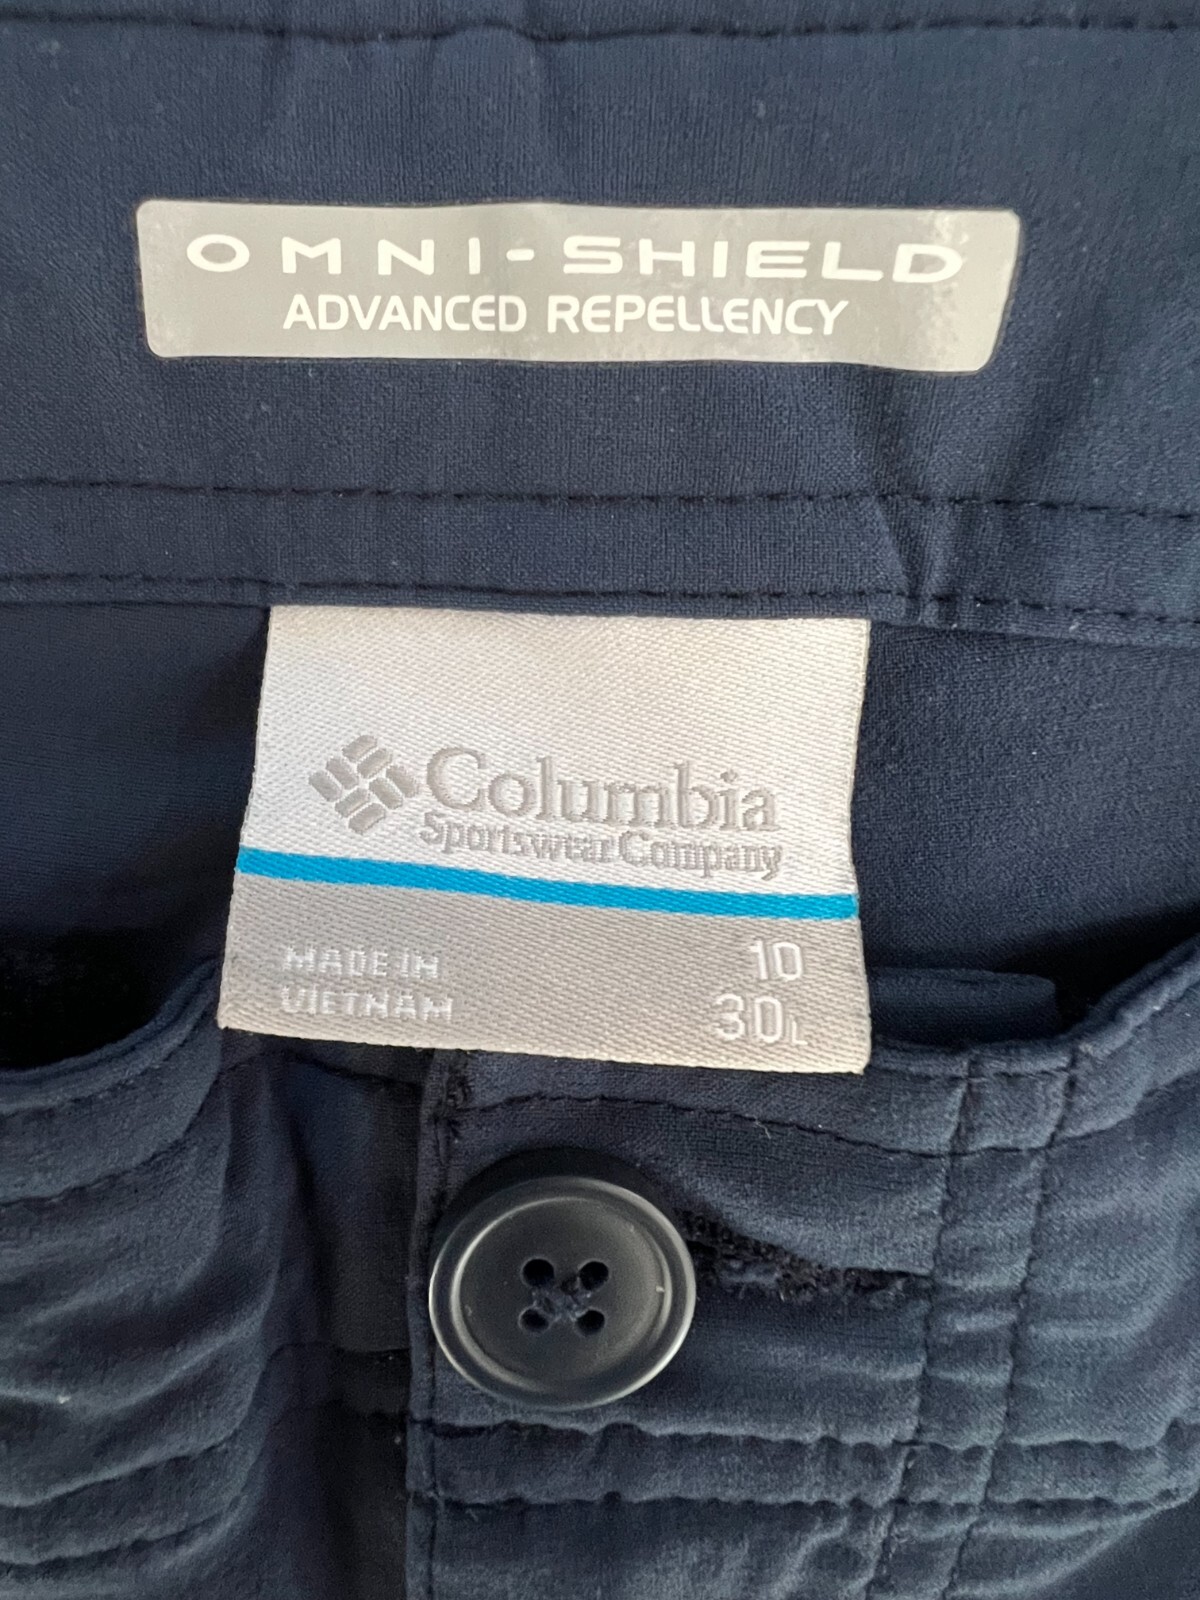 OMNI-SHIELD
ADVANCED REPELLENCY
Columbia
Sportswear Company
MADE IN 10
VIETNAM 30L